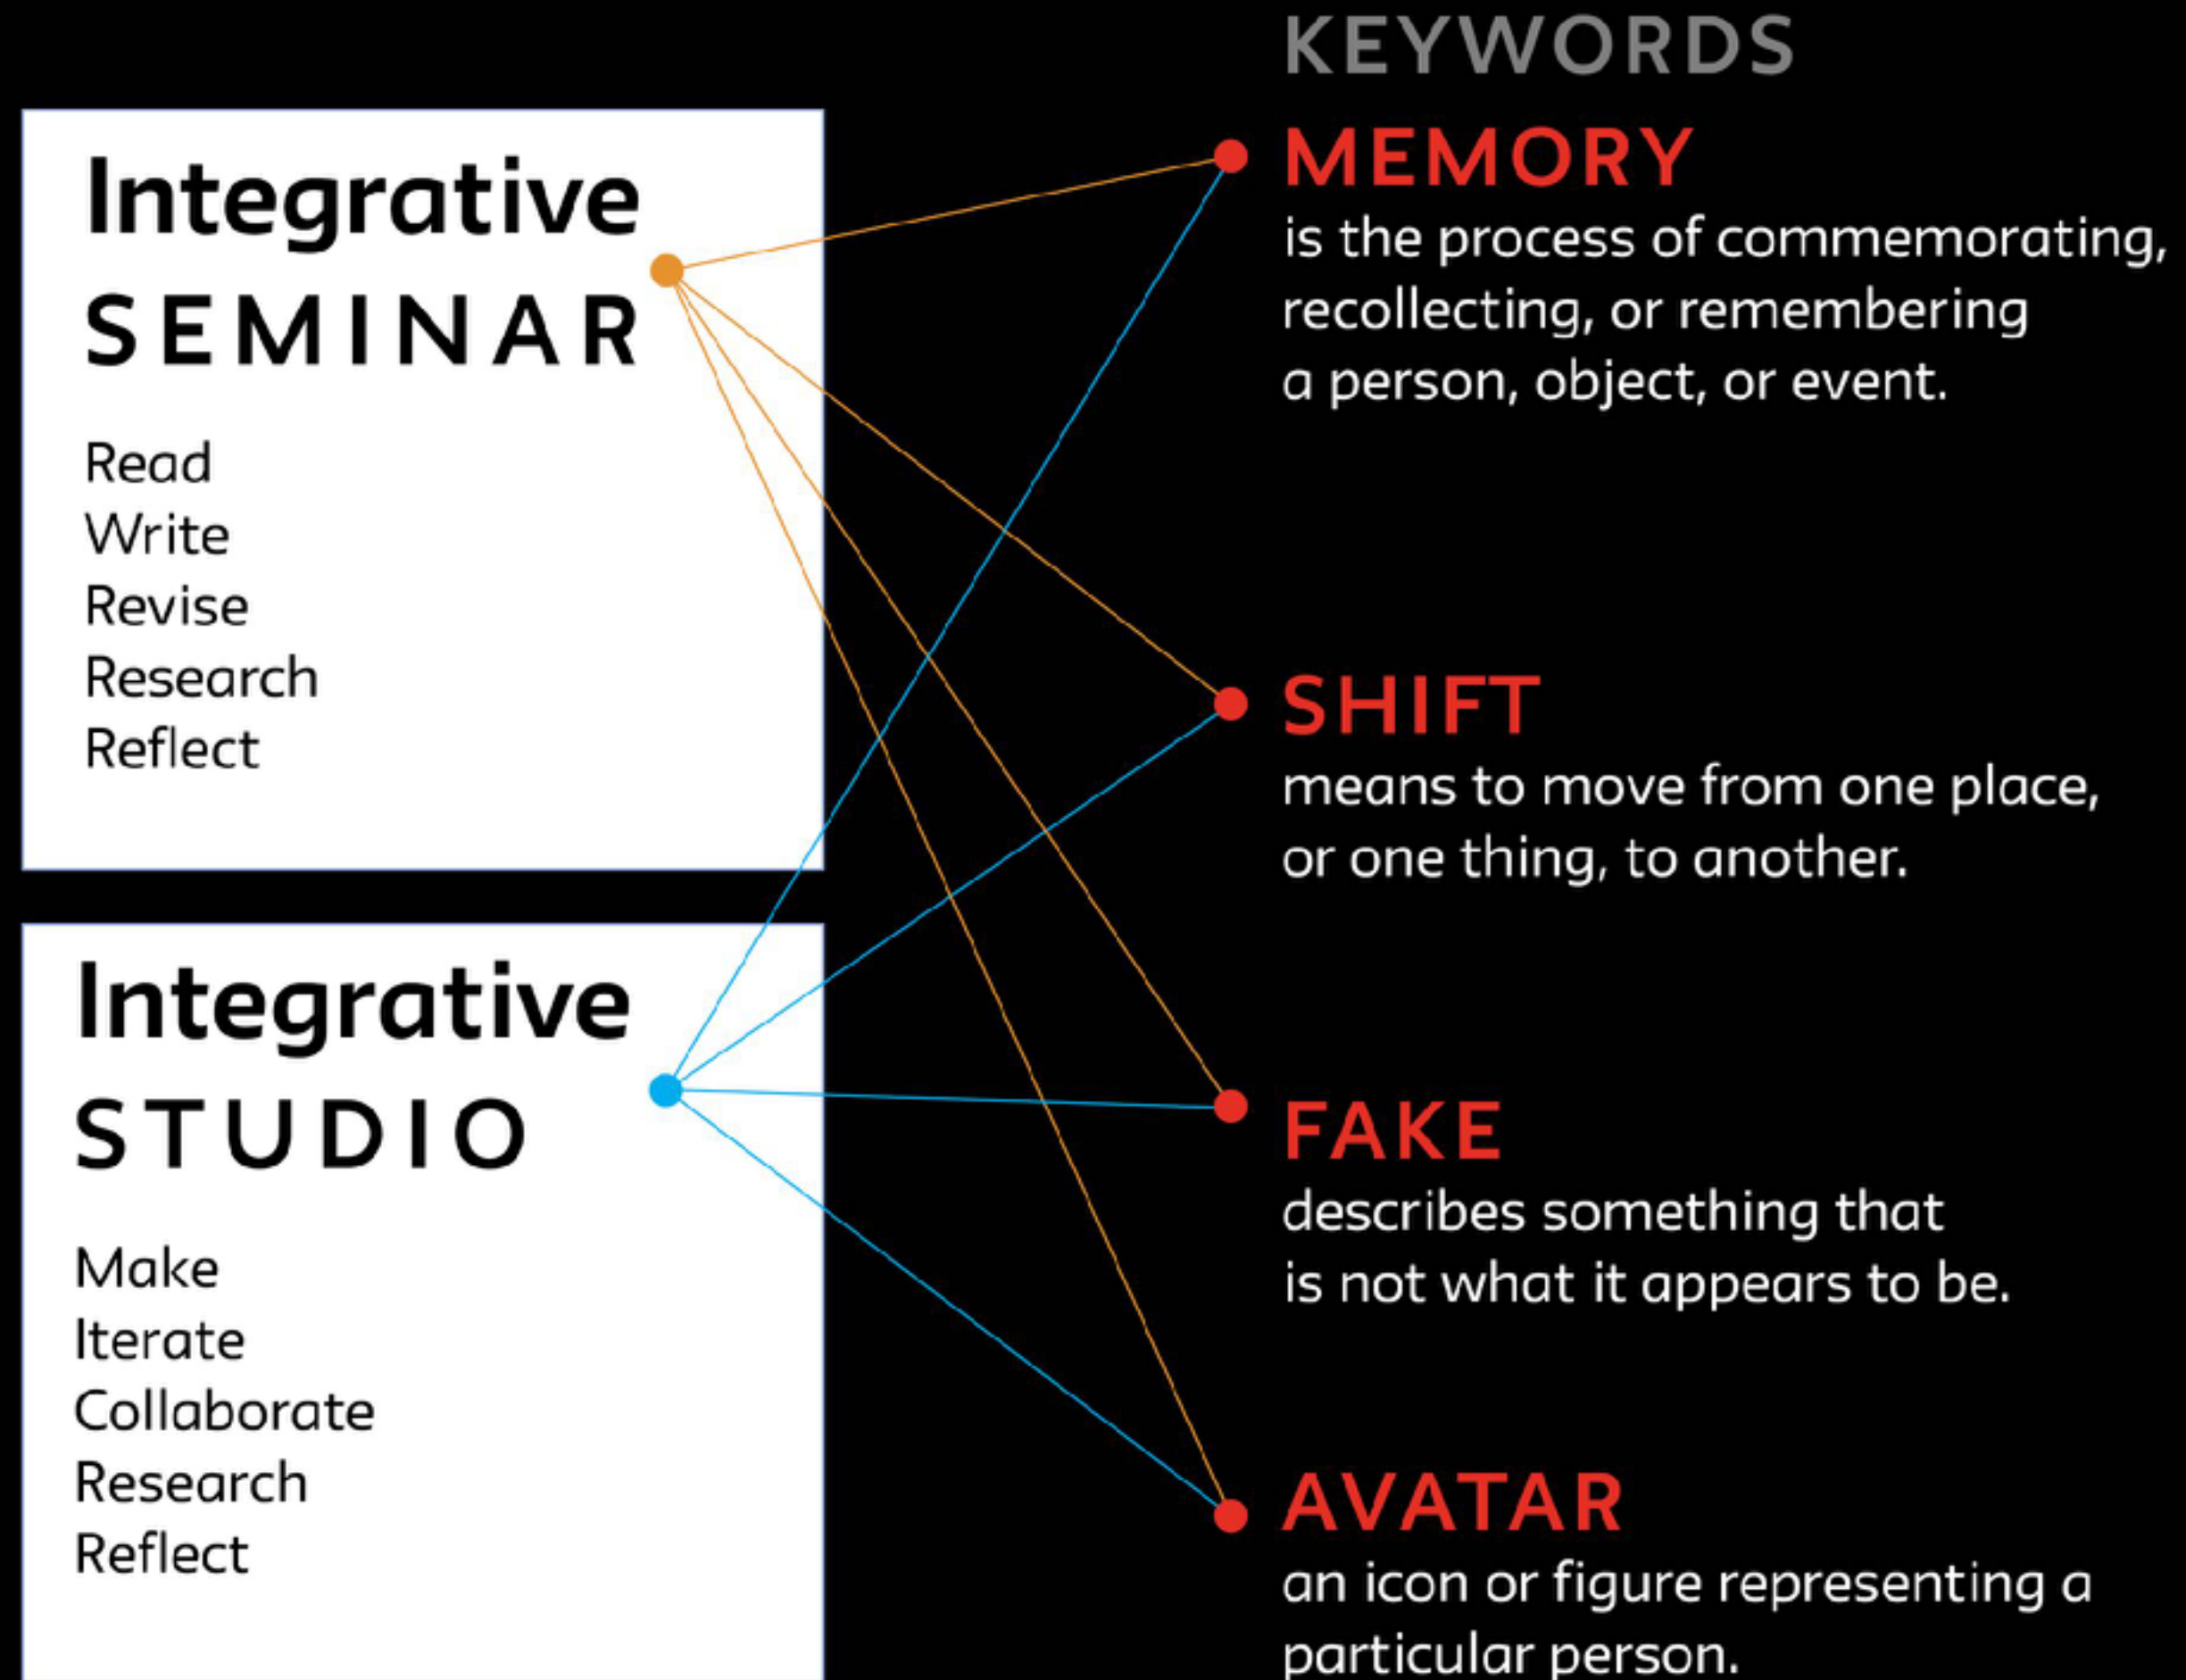 Integrative
SEMINAR
Read
Write
Revise
Research
Reflect
Integrative
STUDIO
Make
Iterate
Collaborate
Research
Reflect
KEYWORDS
MEMORY
is the process of commemorating,
recollecting, or remembering
a person, object, or event.
SHIFT
means to move from one place,
or one thing, to another.
FAKE
describes something that
is not what it appears to be.
AVATAR
an icon or figure representing a
particular person.